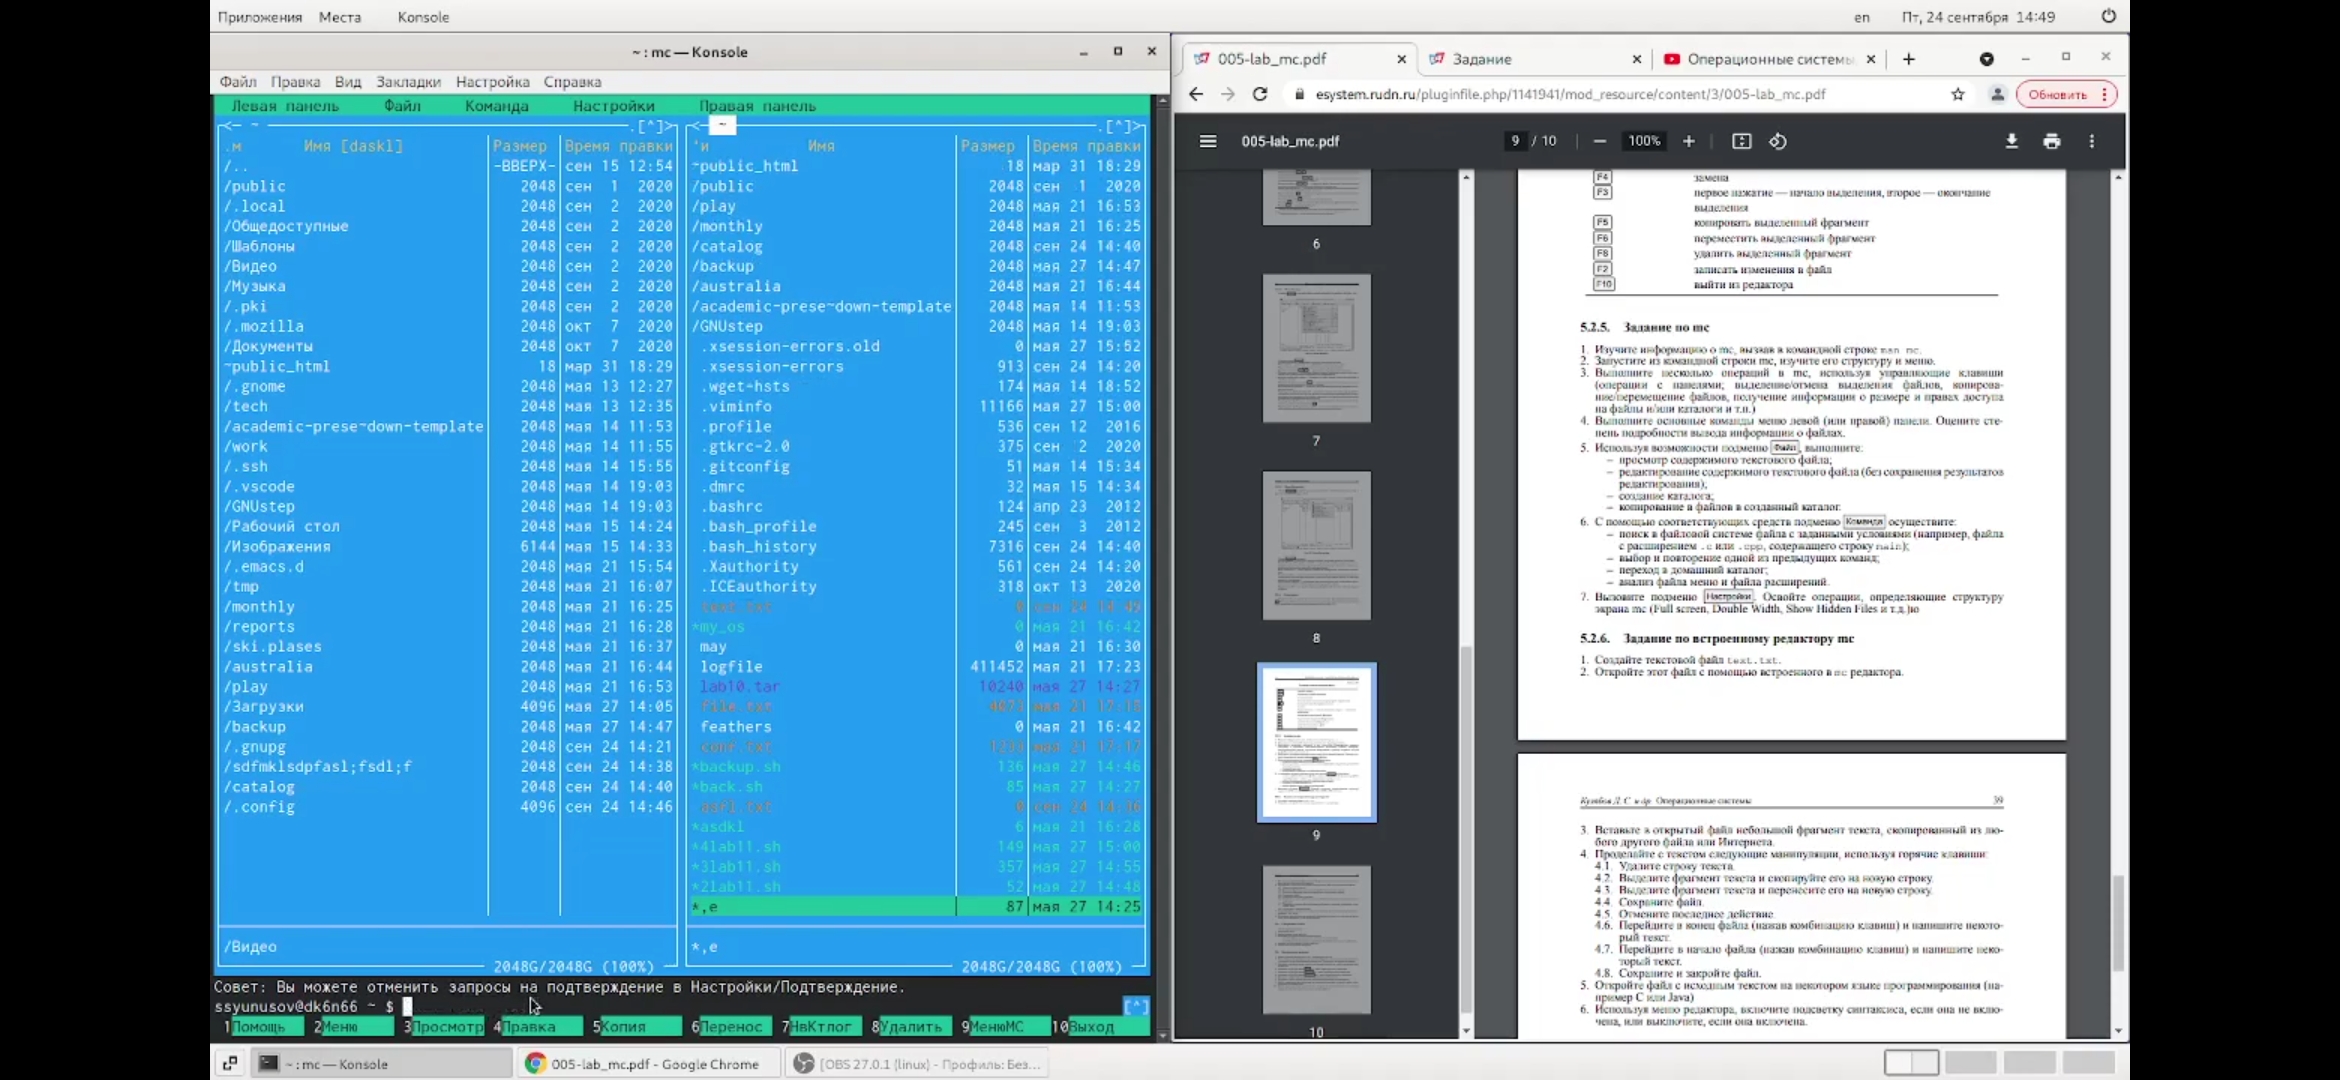 Приложения Места Konsole en Пт, 24 сентября 14:49
~ : mc — Konsole
Файл Правка Вид Закладки Настройка Справка
Левая панель Файл Команда Настройки Правая панель
<— ~ .[^]>
.м Имя [daskl] Размер Время правки
/.. -ВВЕРХ- сен 15 12:54
/public 2048 сен 1 2020
/.local 2048 сен 2 2020
/Общедоступные 2048 сен 2 2020
/Шаблоны 2048 сен 2 2020
/Видео 2048 сен 2 2020
/Музыка 2048 сен 2 2020
/.pki 2048 сен 2 2020
/.mozilla 2048 окт 7 2020
/Документы 2048 окт 7 2020
~public_html 18 мар 31 18:29
/.gnome 2048 мая 13 12:27
/tech 2048 мая 13 12:35
/academic-prese~down-template 2048 мая 14 11:53
/work 2048 мая 14 11:55
/.ssh 2048 мая 14 15:55
/.vscode 2048 мая 14 19:03
/GNUstep 2048 мая 14 19:03
/Рабочий стол 2048 мая 15 14:24
/Изображения 6144 мая 15 14:33
/.emacs.d 2048 мая 21 15:54
/tmp 2048 мая 21 16:07
/monthly 2048 мая 21 16:25
/reports 2048 мая 21 16:28
/ski.plases 2048 мая 21 16:37
/australia 2048 мая 21 16:44
/play 2048 мая 21 16:53
/Загрузки 4096 мая 27 14:05
/backup 2048 мая 27 14:47
/.gnupg 2048 сен 24 14:21
/sdfmklsdpfasl;fsdl;f 2048 сен 24 14:38
/catalog 2048 сен 24 14:40
/.config 4096 сен 24 14:46
/Видео
2048G/2048G (100%)
<— ~ .[^]>
'и Имя Размер Время правки
~public_html 18 мар 31 18:29
/public 2048 сен 1 2020
/play 2048 мая 21 16:53
/monthly 2048 мая 21 16:25
/catalog 2048 сен 24 14:40
/backup 2048 мая 27 14:47
/australia 2048 мая 21 16:44
/academic-prese~down-template 2048 мая 14 11:53
/GNUstep 2048 мая 14 19:03
.xsession-errors.old 0 мая 27 15:52
.xsession-errors 913 сен 24 14:20
.wget-hsts 174 мая 14 18:52
.viminfo 11166 мая 27 15:00
.profile 536 сен 12 2016
.gtkrc-2.0 375 сен 2 2020
.gitconfig 51 мая 14 15:34
.dmrc 32 мая 15 14:34
.bashrc 124 апр 23 2012
.bash_profile 245 сен 3 2012
.bash_history 7316 сен 24 14:40
.Xauthority 561 сен 24 14:20
.ICEauthority 318 окт 13 2020
text.txt 0 сен 24 14:49
*my_os 0 мая 21 16:42
may 0 мая 21 16:30
logfile 411452 мая 21 17:23
lab10.tar 10240 мая 27 14:27
file.txt мая 21
feathers 0 мая 21 16:42
conf.txt мая 21 17:17
*backup.sh 136 мая 27 14:46
*back.sh 85 мая 27 14:27
0 сен 24
*asdkl 6 мая 21 16:28
*4lab11.sh 149 мая 27 15:00
*3lab11.sh 357 мая 27 14:55
*2lab11.sh 52 мая 27 14:48
*,e 87 мая 27 14:25
*,e
2048G/2048G (100%)
Совет: Вы можете отменить запросы на подтверждение в Настройки/Подтверждение.
ssyunusov@dk6n66 ~ $ [^]
1Помощь 2Меню 3Просмотр 4Правка 5Копия 6Перенос 7НвКтлог 8Удалить 9МенюМС 10Выход
~ : mc — Konsole 005-lab_mc.pdf - Google Chrome [OBS 27.0.1 (linux) - Профиль: Без...
005-lab_mc.pdf Задание Операционные системы
esystem.rudn.ru/pluginfile.php/1141941/mod_resource/content/3/005-lab_mc.pdf Обновить
005-lab_mc.pdf 9 / 10 100%
6
7
8
9
10
F4 замена
F3 первое нажатие — начало выделения, второе — окончание
выделения
F5 копировать выделенный фрагмент
F6 переместить выделенный фрагмент
F8 удалить выделенный фрагмент
F2 записать изменения в файл
F10 выйти из редактора
5.2.5. Задание по mc
1. Изучите информацию о mc, вызвав в командной строке man mc.
2. Запустите из командной строки mc, изучите его структуру и меню.
3. Выполните несколько операций в mc, используя управляющие клавиши
(операции с панелями; выделение/отмена выделения файлов, копирова-
ние/перемещение файлов, получение информации о размере и правах доступа
на файлы и/или каталоги и т.п.)
4. Выполните основные команды меню левой (или правой) панели. Оцените сте-
пень подробности вывода информации о файлах.
5. Используя возможности подменю Файл, выполните:
– просмотр содержимого текстового файла;
– редактирование содержимого текстового файла (без сохранения результатов
редактирования);
– создание каталога;
– копирование в файлов в созданный каталог.
6. С помощью соответствующих средств подменю Команда осуществите:
– поиск в файловой системе файла с заданными условиями (например, файла
с расширением .c или .cpp, содержащего строку main);
– выбор и повторение одной из предыдущих команд;
– переход в домашний каталог;
– анализ файла меню и файла расширений.
7. Вызовите подменю Настройки. Освойте операции, определяющие структуру
экрана mc (Full screen, Double Width, Show Hidden Files и т.д.)ю
5.2.6. Задание по встроенному редактору mc
1. Создайте текстовой файл text.txt.
2. Откройте этот файл с помощью встроенного в mc редактора.
Кулябов Д. С. и др. Операционные системы 39
3. Вставьте в открытый файл небольшой фрагмент текста, скопированный из лю-
бого другого файла или Интернета.
4. Проделайте с текстом следующие манипуляции, используя горячие клавиши:
4.1. Удалите строку текста.
4.2. Выделите фрагмент текста и скопируйте его на новую строку.
4.3. Выделите фрагмент текста и перенесите его на новую строку.
4.4. Сохраните файл.
4.5. Отмените последнее действие.
4.6. Перейдите в конец файла (нажав комбинацию клавиш) и напишите некото-
рый текст.
4.7. Перейдите в начало файла (нажав комбинацию клавиш) и напишите неко-
торый текст.
4.8. Сохраните и закройте файл.
5. Откройте файл с исходным текстом на некотором языке программирования (на-
пример C или Java)
6. Используя меню редактора, включите подсветку синтаксиса, если она не вклю-
чена, или выключите, если она включена.